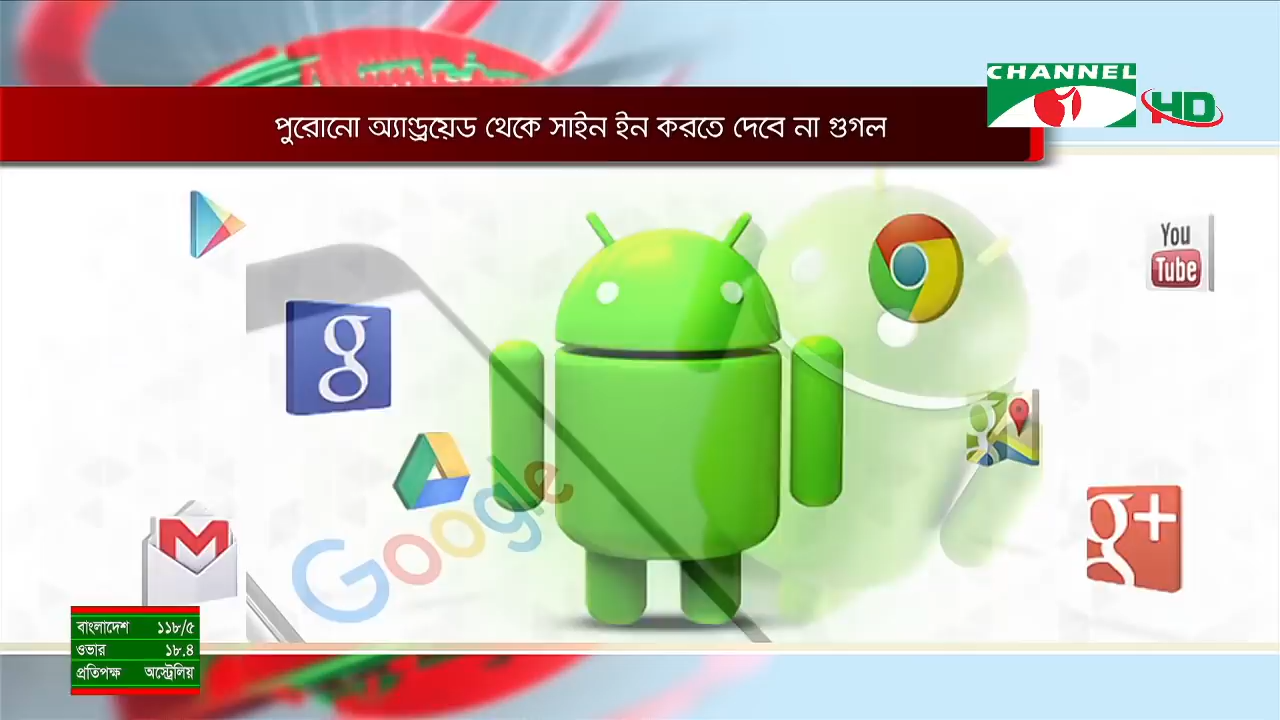 CHANNEL
i HD
পুরোনো অ্যান্ড্রয়েড থেকে সাইন ইন করতে দেবে না গুগল
You
Tube
g
g
Google
g+
M
বাংলাদেশ ১১৮/৫
ওভার ১৮.৪
প্রতিপক্ষ অস্ট্রেলিয়